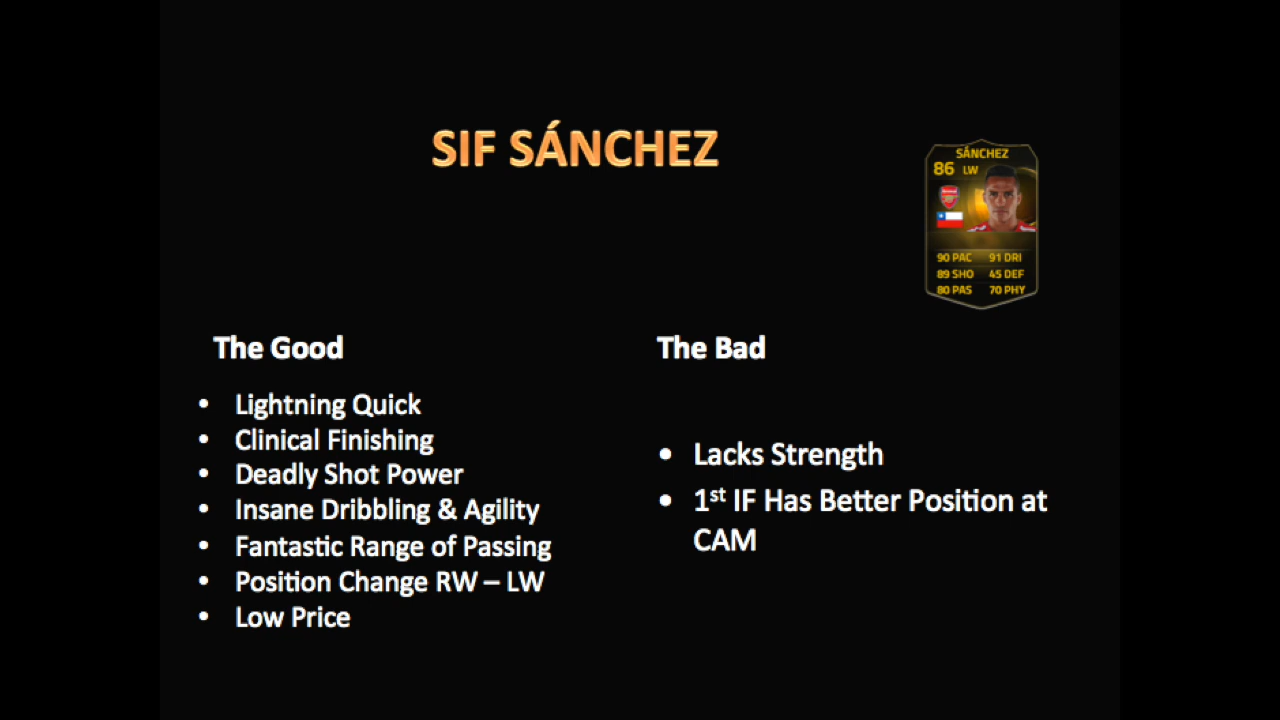 SIF SÁNCHEZ
SÁNCHEZ
86 LW
90 PAC 91 DRI
89 SHO 45 DEF
80 PAS 70 PHY
The Good
• Lightning Quick
• Clinical Finishing
• Deadly Shot Power
• Insane Dribbling & Agility
• Fantastic Range of Passing
• Position Change RW – LW
• Low Price
The Bad
• Lacks Strength
• 1st IF Has Better Position at
CAM